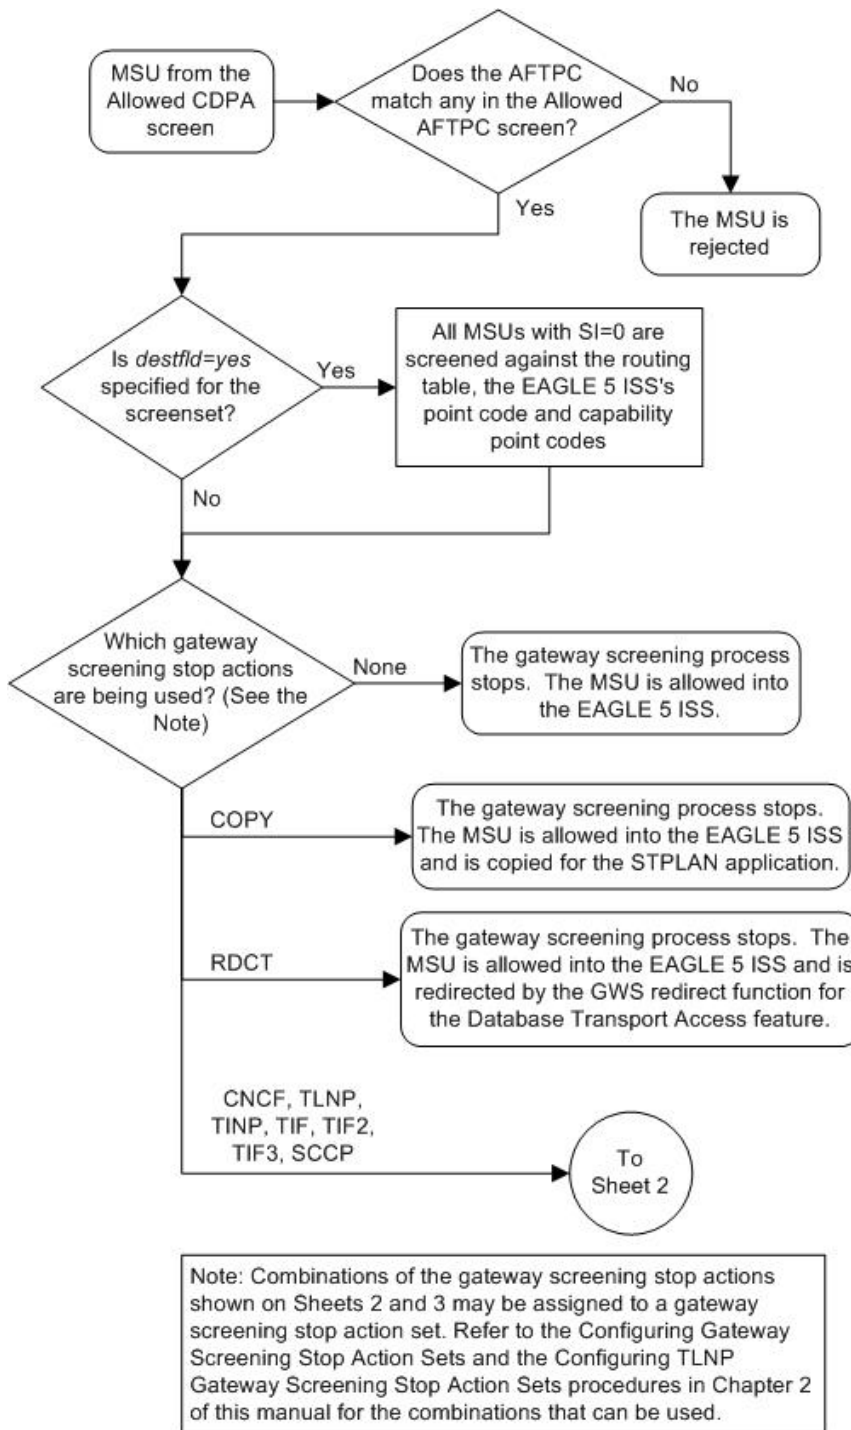 MSU from the
Allowed CDPA
screen
Does the AFTPC
match any in the Allowed
AFTPC screen?
No
Yes
The MSU is
rejected
Is destfld=yes
specified for the
screenset?
Yes
All MSUs with SI=0 are
screened against the routing
table, the EAGLE 5 ISS's
point code and capability
point codes
No
Which gateway
screening stop actions
are being used? (See the
Note)
None
The gateway screening process
stops.  The MSU is allowed into
the EAGLE 5 ISS.
COPY
The gateway screening process stops.
The MSU is allowed into the EAGLE 5 ISS
and is copied for the STPLAN application.
RDCT
The gateway screening process stops.  The
MSU is allowed into the EAGLE 5 ISS and is
redirected by the GWS redirect function for
the Database Transport Access feature.
CNCF, TLNP,
TINP, TIF, TIF2,
TIF3, SCCP
To
Sheet 2
Note: Combinations of the gateway screening stop actions
shown on Sheets 2 and 3 may be assigned to a gateway
screening stop action set. Refer to the Configuring Gateway
Screening Stop Action Sets and the Configuring TLNP
Gateway Screening Stop Action Sets procedures in Chapter 2
of this manual for the combinations that can be used.